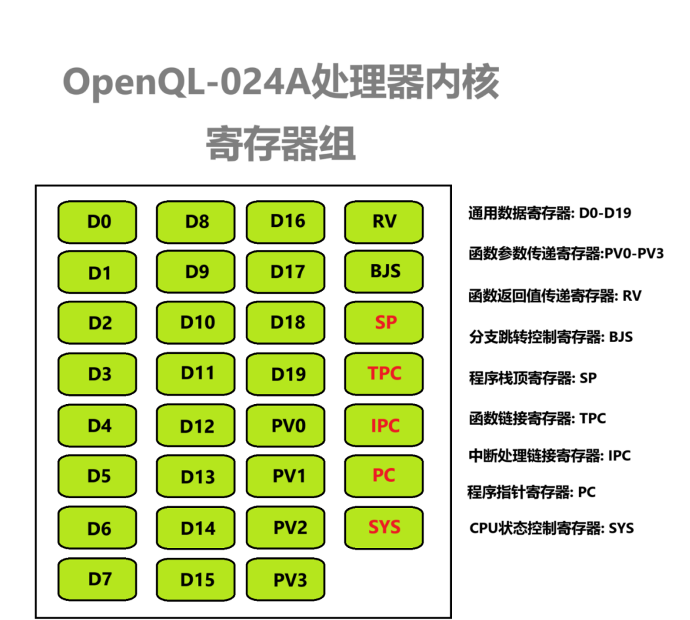 OpenQL-024A处理器内核
寄存器组
D0 D8 D16 RV
D1 D9 D17 BJS
D2 D10 D18 SP
D3 D11 D19 TPC
D4 D12 PV0 IPC
D5 D13 PV1 PC
D6 D14 PV2 SYS
D7 D15 PV3
通用数据寄存器: D0-D19
函数参数传递寄存器:PV0-PV3
函数返回值传递寄存器: RV
分支跳转控制寄存器: BJS
程序栈顶寄存器: SP
函数链接寄存器: TPC
中断处理链接寄存器: IPC
程序指针寄存器: PC
CPU状态控制寄存器: SYS